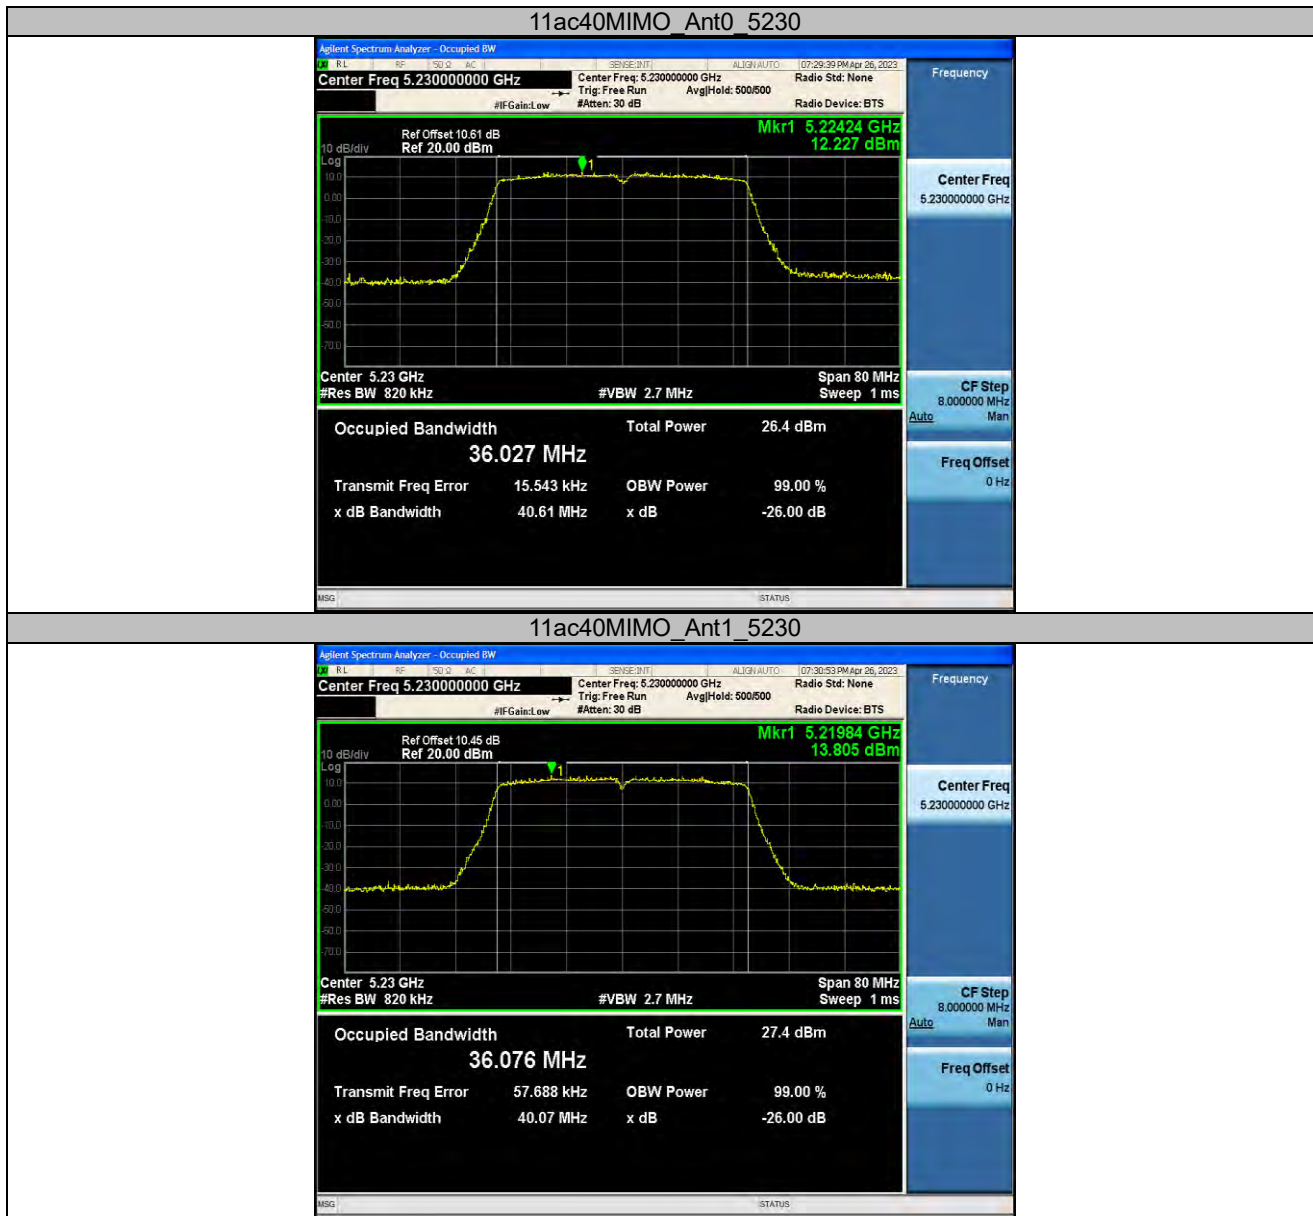 11ac40MIMO_Ant0_5230
Agilent Spectrum Analyzer - Occupied BW
RL RF 50 Ω AC SENSE:INT ALIGN AUTO 07:29:39 PM Apr 26, 2023
Center Freq 5.230000000 GHz
Center Freq: 5.230000000 GHz
Radio Std: None
Trig: Free Run Avg|Hold: 500/500
#IFGain:Low #Atten: 30 dB
Radio Device: BTS
Frequency
Ref Offset 10.61 dB
Mkr1 5.22424 GHz
10 dB/div Ref 20.00 dBm
12.227 dBm
Log
1
10.0
0.00
-10.0
-20.0
-30.0
-40.0
-50.0
-60.0
-70.0
Center Freq
5.230000000 GHz
Center 5.23 GHz
Span 80 MHz
#Res BW 820 kHz
#VBW 2.7 MHz
Sweep 1 ms
CF Step
8.000000 MHz
Auto Man
Occupied Bandwidth
Total Power 26.4 dBm
36.027 MHz
Freq Offset
0 Hz
Transmit Freq Error 15.543 kHz OBW Power 99.00 %
x dB Bandwidth 40.61 MHz x dB -26.00 dB
MSG
STATUS
11ac40MIMO_Ant1_5230
Agilent Spectrum Analyzer - Occupied BW
RL RF 50 Ω AC SENSE:INT ALIGN AUTO 07:30:53 PM Apr 26, 2023
Center Freq 5.230000000 GHz
Center Freq: 5.230000000 GHz
Radio Std: None
Trig: Free Run Avg|Hold: 500/500
#IFGain:Low #Atten: 30 dB
Radio Device: BTS
Frequency
Ref Offset 10.45 dB
Mkr1 5.21984 GHz
10 dB/div Ref 20.00 dBm
13.805 dBm
Log
1
10.0
0.00
-10.0
-20.0
-30.0
-40.0
-50.0
-60.0
-70.0
Center Freq
5.230000000 GHz
Center 5.23 GHz
Span 80 MHz
#Res BW 820 kHz
#VBW 2.7 MHz
Sweep 1 ms
CF Step
8.000000 MHz
Auto Man
Occupied Bandwidth
Total Power 27.4 dBm
36.076 MHz
Freq Offset
0 Hz
Transmit Freq Error 57.688 kHz OBW Power 99.00 %
x dB Bandwidth 40.07 MHz x dB -26.00 dB
MSG
STATUS